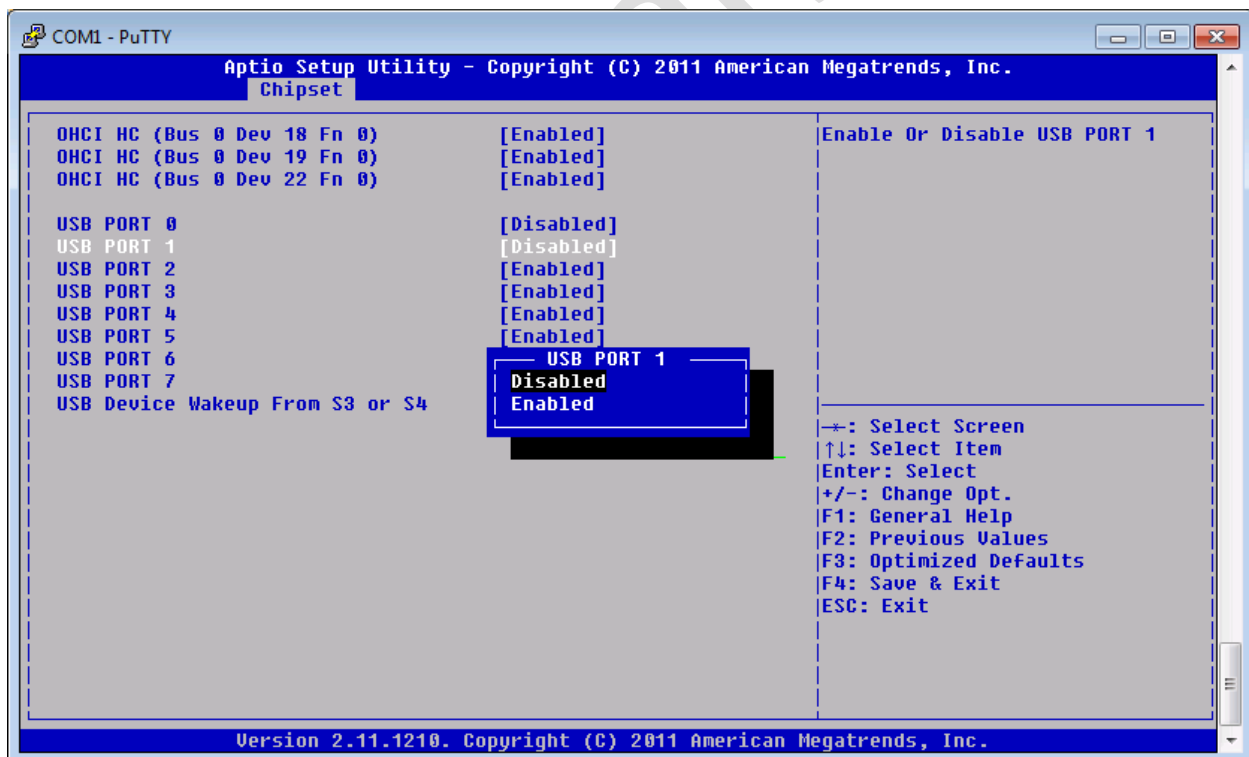 COM1 - PuTTY
Aptio Setup Utility - Copyright (C) 2011 American Megatrends, Inc.
Chipset
OHCI HC (Bus 0 Dev 18 Fn 0) [Enabled]
OHCI HC (Bus 0 Dev 19 Fn 0) [Enabled]
OHCI HC (Bus 0 Dev 22 Fn 0) [Enabled]
USB PORT 0 [Disabled]
USB PORT 1 [Disabled]
USB PORT 2 [Enabled]
USB PORT 3 [Enabled]
USB PORT 4 [Enabled]
USB PORT 5 [Enabled]
USB PORT 6
USB PORT 7
USB Device Wakeup From S3 or S4
USB PORT 1
Disabled
Enabled
Enable Or Disable USB PORT 1
→←: Select Screen
↑↓: Select Item
Enter: Select
+/-: Change Opt.
F1: General Help
F2: Previous Values
F3: Optimized Defaults
F4: Save & Exit
ESC: Exit
Version 2.11.1210. Copyright (C) 2011 American Megatrends, Inc.